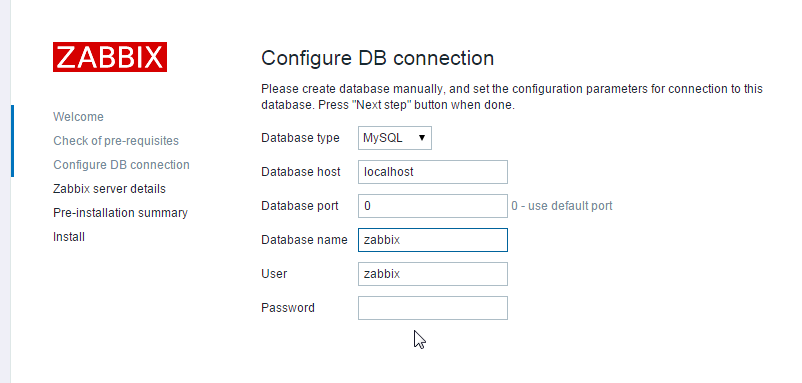 ZABBIX
Configure DB connection
Please create database manually, and set the configuration parameters for connection to this
database. Press "Next step" button when done.
Welcome
Check of pre-requisites
Configure DB connection
Zabbix server details
Pre-installation summary
Install
Database type MySQL
Database host localhost
Database port 0 0 - use default port
Database name zabbix
User zabbix
Password